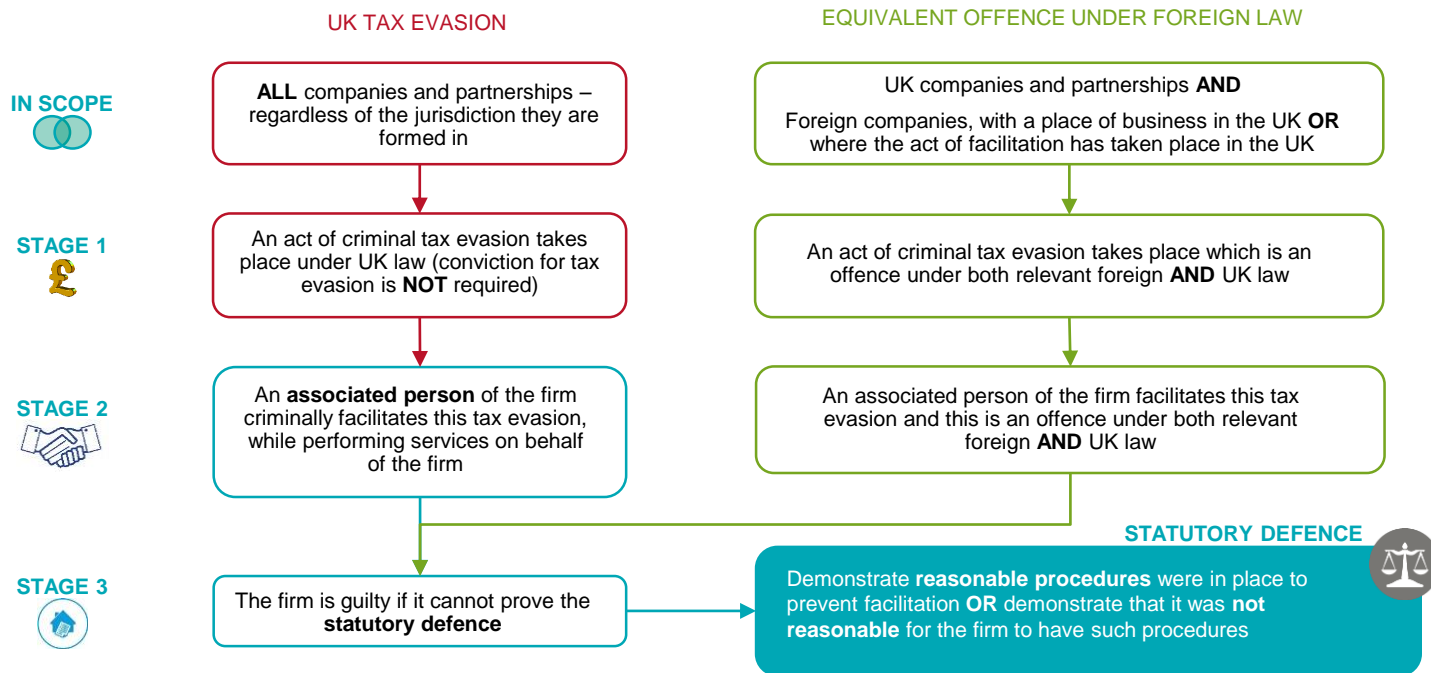 UK TAX EVASION
EQUIVALENT OFFENCE UNDER FOREIGN LAW
IN SCOPE
ALL companies and partnerships –
regardless of the jurisdiction they are
formed in
UK companies and partnerships AND
Foreign companies, with a place of business in the UK OR
where the act of facilitation has taken place in the UK
STAGE 1
£
An act of criminal tax evasion takes
place under UK law (conviction for tax
evasion is NOT required)
An act of criminal tax evasion takes place which is an
offence under both relevant foreign AND UK law
STAGE 2
An associated person of the firm
criminally facilitates this tax evasion,
while performing services on behalf
of the firm
An associated person of the firm facilitates this tax
evasion and this is an offence under both relevant
foreign AND UK law
STAGE 3
The firm is guilty if it cannot prove the
statutory defence
STATUTORY DEFENCE
Demonstrate reasonable procedures were in place to
prevent facilitation OR demonstrate that it was not
reasonable for the firm to have such procedures